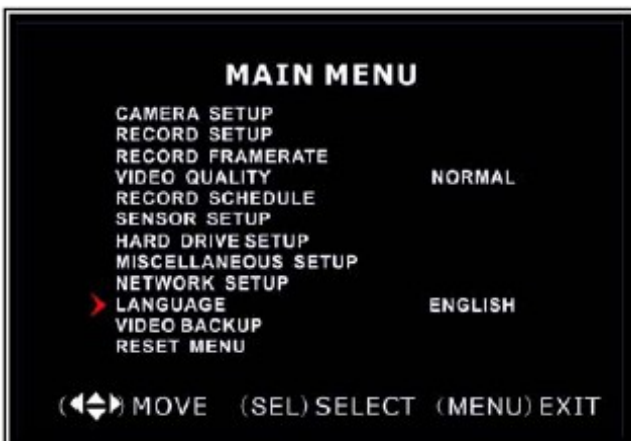 MAIN MENU
CAMERA SETUP
RECORD SETUP
RECORD FRAMERATE
VIDEO QUALITY NORMAL
RECORD SCHEDULE
SENSOR SETUP
HARD DRIVE SETUP
MISCELLANEOUS SETUP
NETWORK SETUP
LANGUAGE ENGLISH
VIDEO BACKUP
RESET MENU
(◀♦▶) MOVE (SEL) SELECT (MENU) EXIT